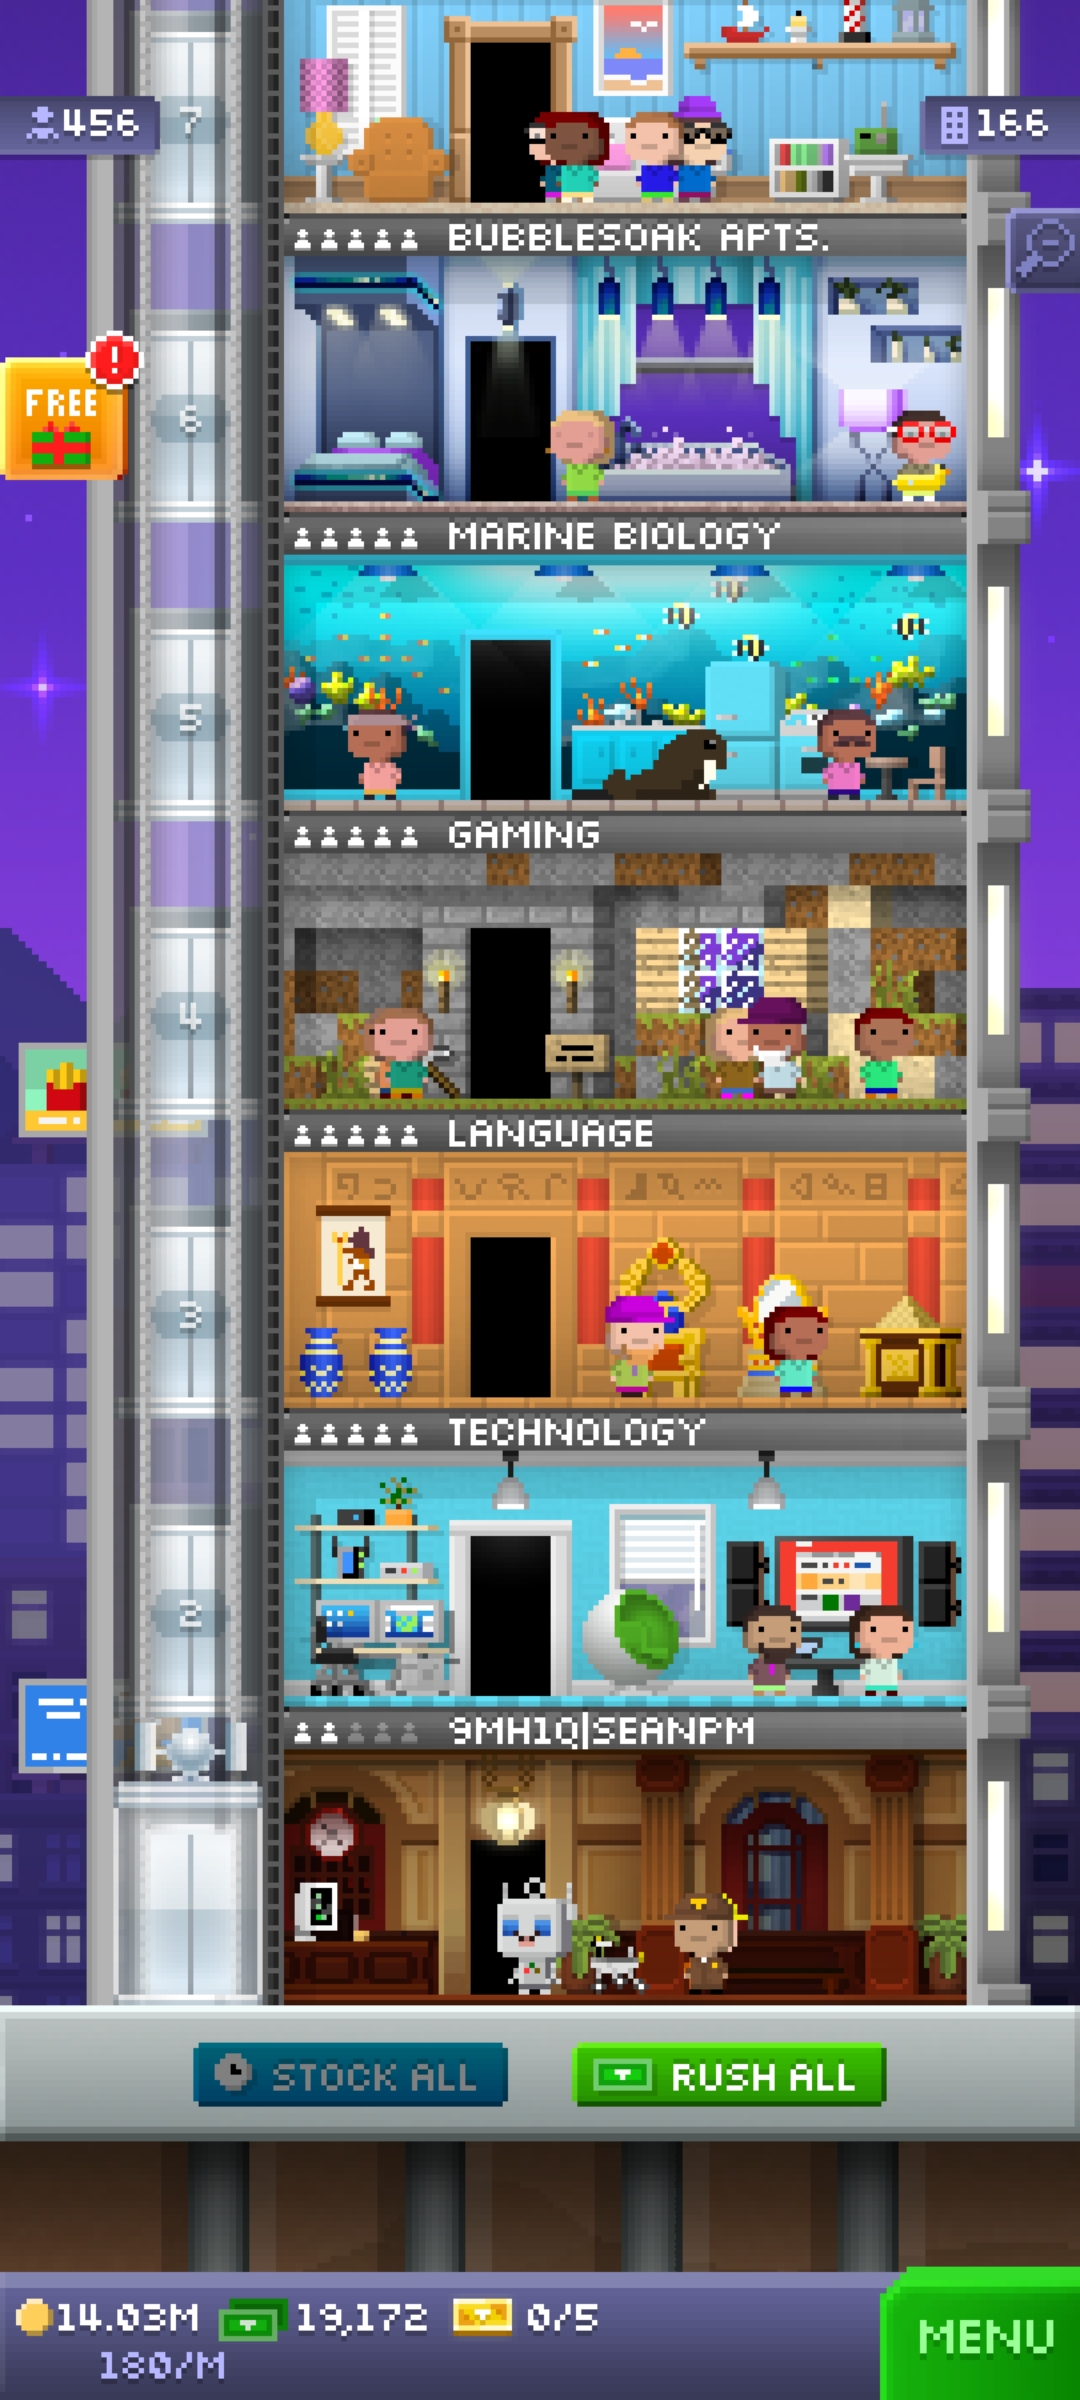 7
456
166
BUBBLESOAK APTS.
FREE
!
6
MARINE BIOLOGY
5
GAMING
4
LANGUAGE
3
TECHNOLOGY
2
9MH1Q|SEANPM
STOCK ALL
RUSH ALL
14.03M
19,172
0/5
180/M
MENU